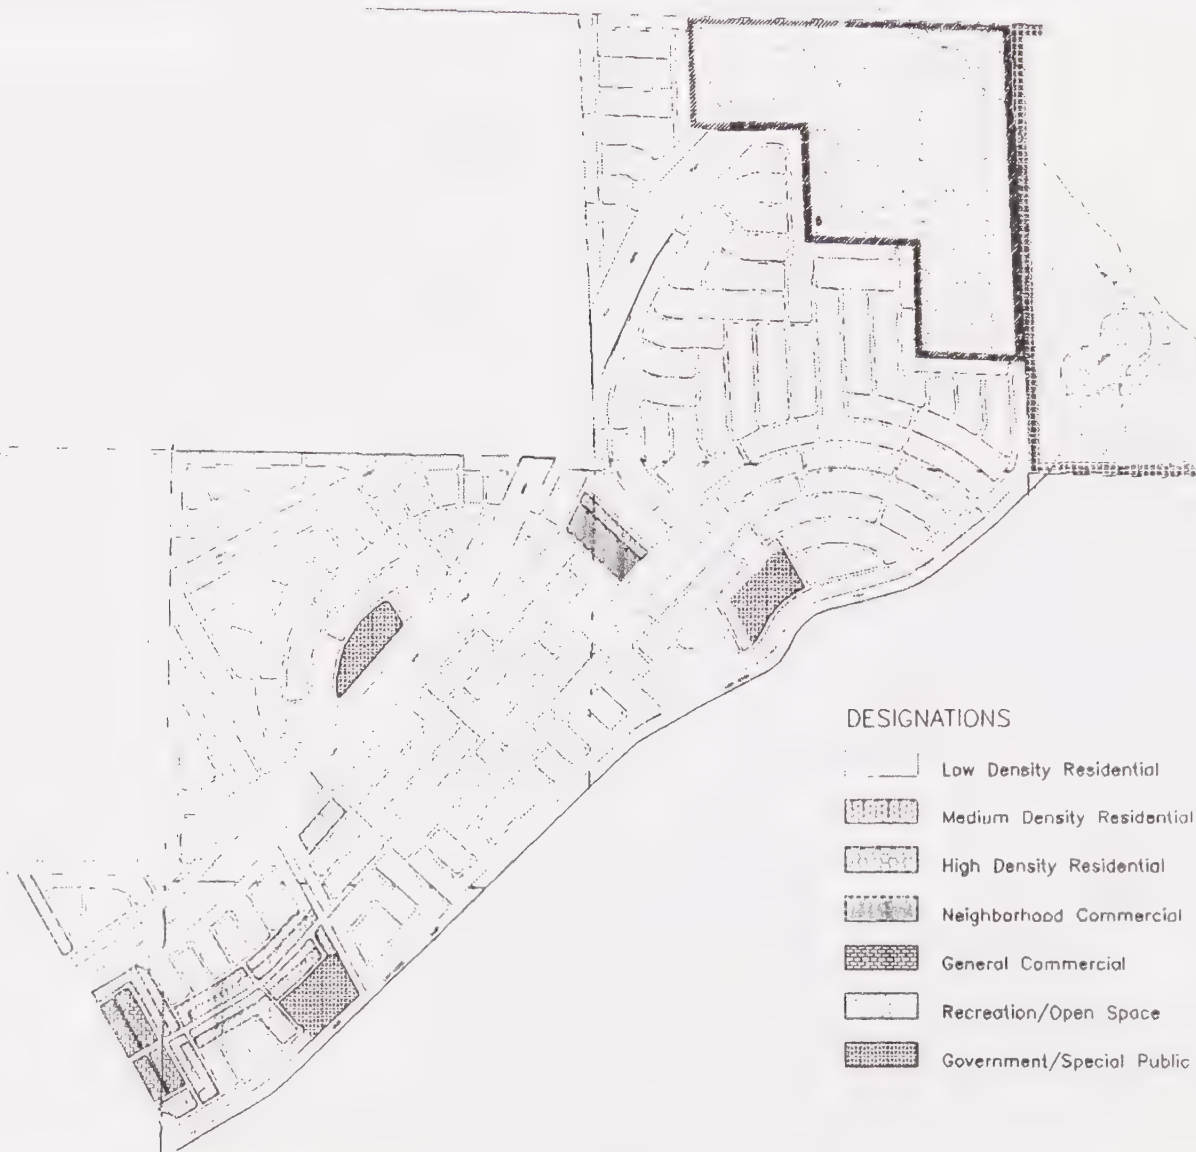 DESIGNATIONS
Low Density Residential
Medium Density Residential
High Density Residential
Neighborhood Commercial
General Commercial
Recreation/Open Space
Government/Special Public